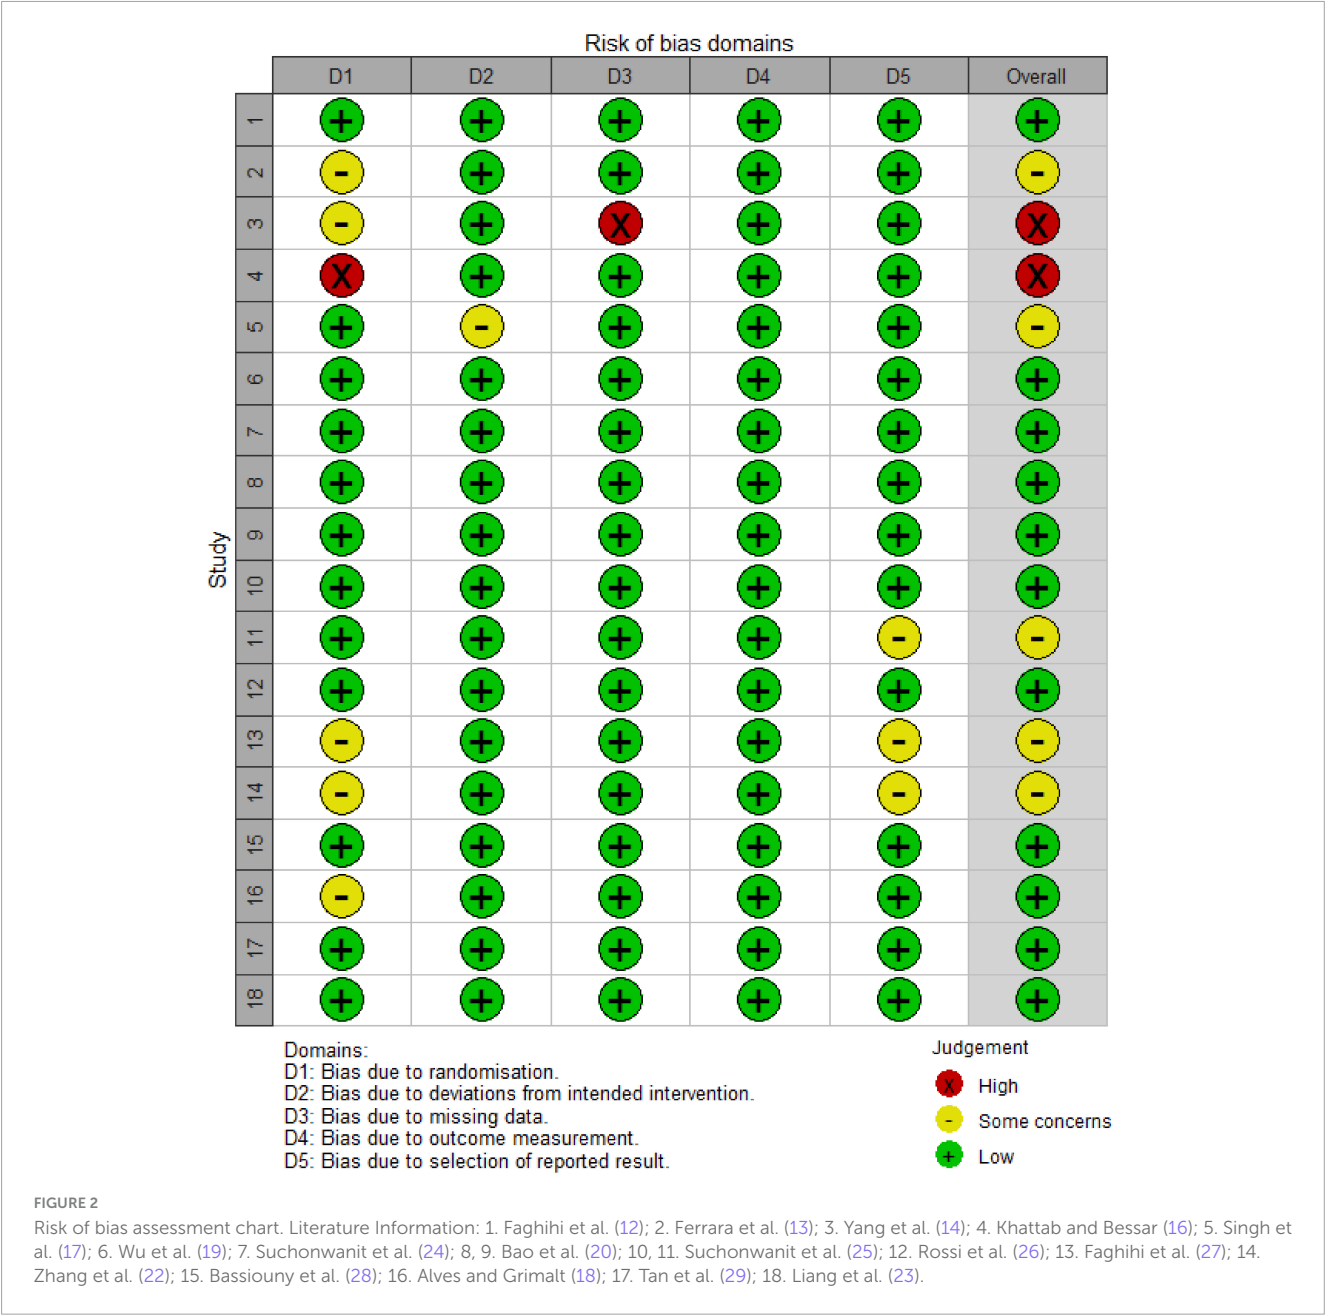 Risk of bias domains
D1 D2 D3 D4 D5 Overall
Study
1 + + + + + +
2 - + + + + -
3 - + X + + X
4 X + + + + X
5 + - + + + -
6 + + + + + +
7 + + + + + +
8 + + + + + +
9 + + + + + +
10 + + + + + +
11 + + + + - -
12 + + + + + +
13 - + + + - -
14 - + + + - -
15 + + + + + +
16 - + + + + +
17 + + + + + +
18 + + + + + +
Domains:
D1: Bias due to randomisation.
D2: Bias due to deviations from intended intervention.
D3: Bias due to missing data.
D4: Bias due to outcome measurement.
D5: Bias due to selection of reported result.
Judgement
X High
- Some concerns
+ Low
FIGURE 2
Risk of bias assessment chart. Literature Information: 1. Faghihi et al. (12); 2. Ferrara et al. (13); 3. Yang et al. (14); 4. Khattab and Bessar (16); 5. Singh et
al. (17); 6. Wu et al. (19); 7. Suchonwanit et al. (24); 8, 9. Bao et al. (20); 10, 11. Suchonwanit et al. (25); 12. Rossi et al. (26); 13. Faghihi et al. (27); 14.
Zhang et al. (22); 15. Bassiouny et al. (28); 16. Alves and Grimalt (18); 17. Tan et al. (29); 18. Liang et al. (23).